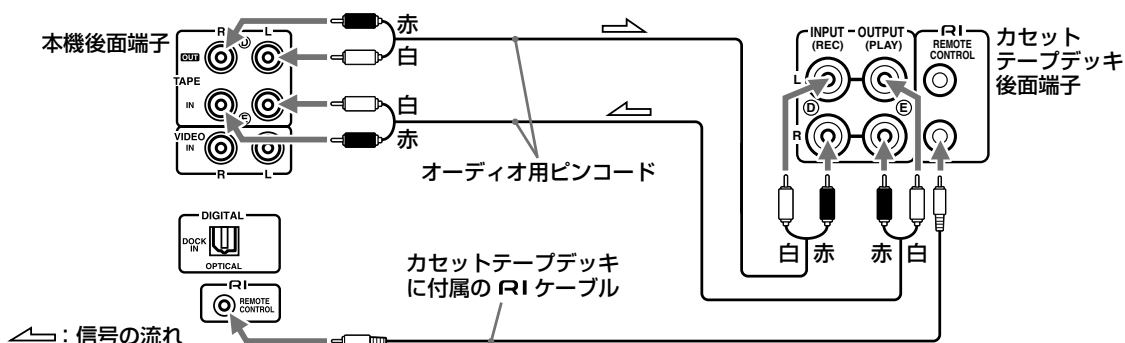 本機後面端子
R L
D
OUT
TAPE
IN
E
VIDEO
IN
R L
赤
白
白
赤
オーディオ用ピンコード
INPUT
(REC)
OUTPUT
(PLAY)
RI
REMOTE
CONTROL
L
D E
R
カセット
テープデッキ
後面端子
白 赤 赤 白
DIGITAL
DOCK
IN
OPTICAL
RI
REMOTE
CONTROL
カセットテープデッキ
に付属の RI ケーブル
：信号の流れ